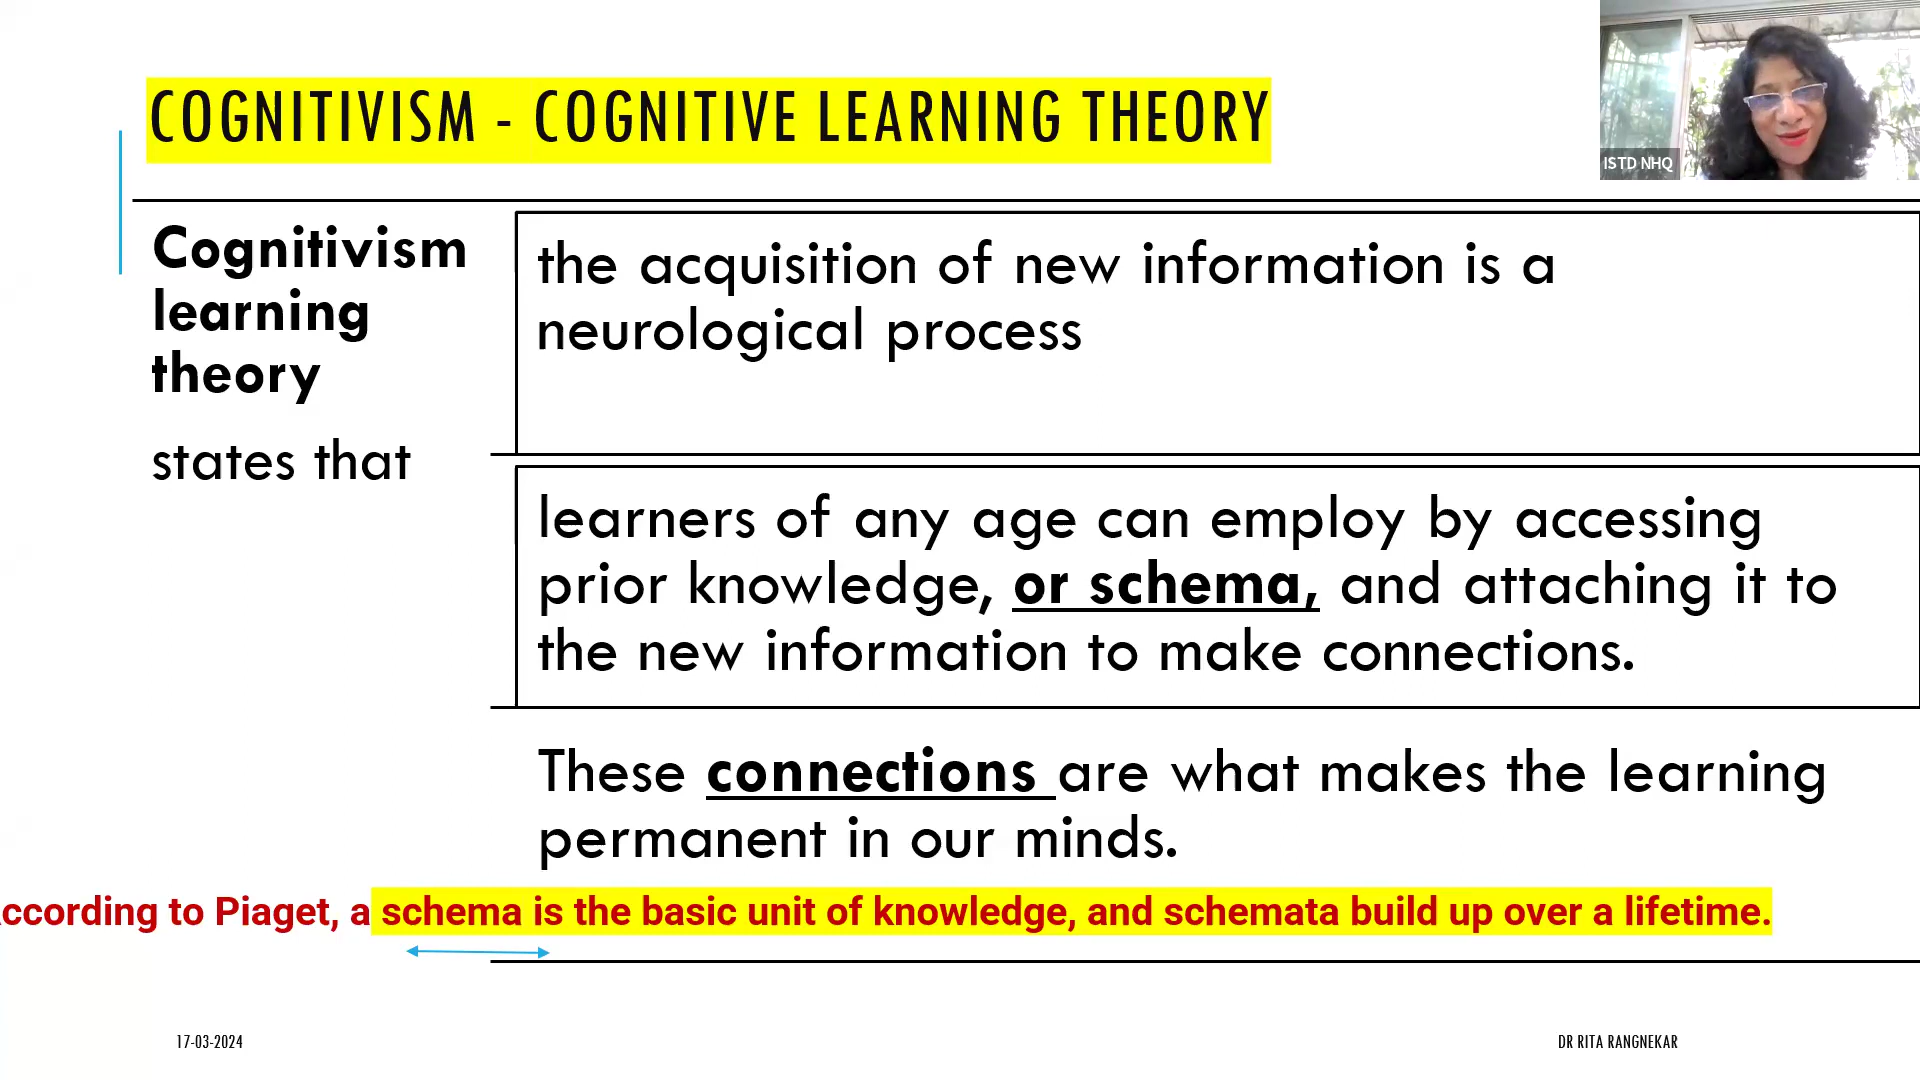 COGNITIVISM - COGNITIVE LEARNING THEORY
ISTD NHQ
Cognitivism
learning
theory
states that
the acquisition of new information is a
neurological process
learners of any age can employ by accessing
prior knowledge, or schema, and attaching it to
the new information to make connections.
These connections are what makes the learning
permanent in our minds.
ccording to Piaget, a schema is the basic unit of knowledge, and schemata build up over a lifetime.
17-03-2024
DR RITA RANGNEKAR